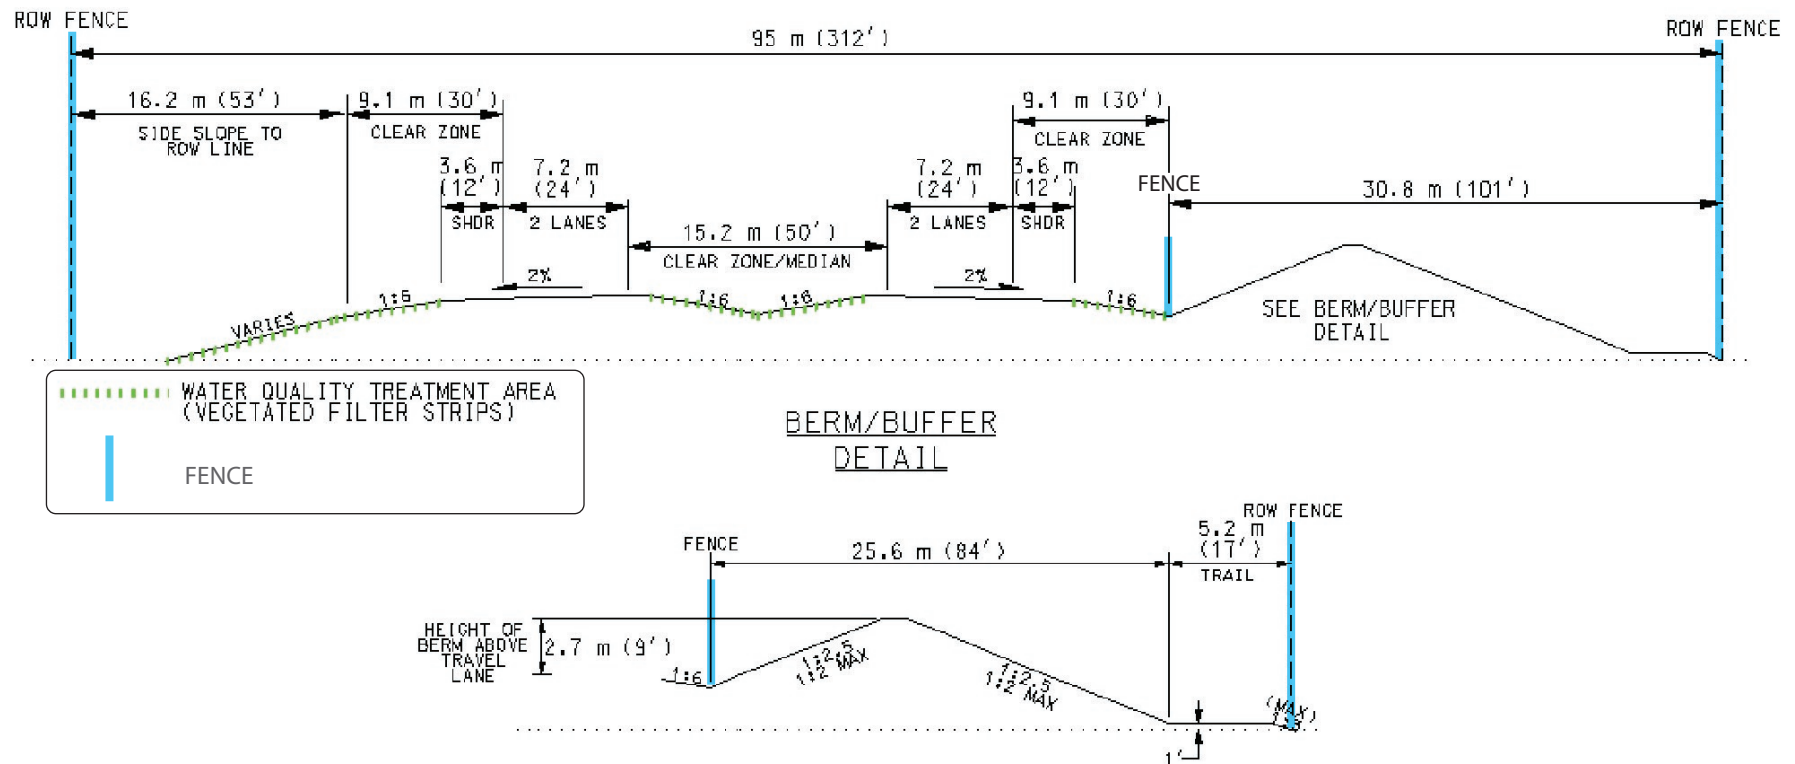 ROW FENCE
ROW FENCE
95 m (312')
16.2 m (53')
SIDE SLOPE TO
ROW LINE
9.1 m (30')
CLEAR ZONE
9.1 m (30')
CLEAR ZONE
3.6 m
(12')
SHDR
7.2 m
(24')
2 LANES
15.2 m (50')
CLEAR ZONE/MEDIAN
7.2 m
(24')
2 LANES
3.6 m
(12')
SHDR
FENCE
30.8 m (101')
VARIES
1:6
2%
1:6
1:6
2%
1:6
SEE BERM/BUFFER
DETAIL
WATER QUALITY TREATMENT AREA
(VEGETATED FILTER STRIPS)
FENCE
BERM/BUFFER
DETAIL
FENCE
25.6 m (84')
ROW FENCE
5.2 m
(17')
TRAIL
HEIGHT OF
BERM ABOVE
TRAVEL
LANE
2.7 m (9')
1:6
1:2.5
1:2 MAX
1:2.5
1:2 MAX
(MAX)
1'